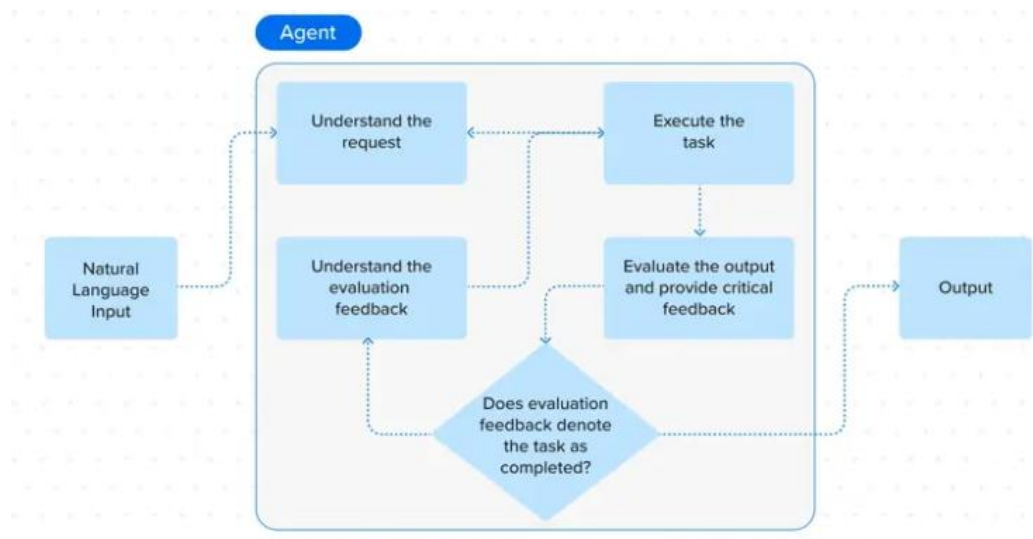 Agent
Understand the
request
Execute the
task
Natural
Language
Input
Understand the
evaluation
feedback
Evaluate the output
and provide critical
feedback
Output
Does evaluation
feedback denote
the task as
completed?